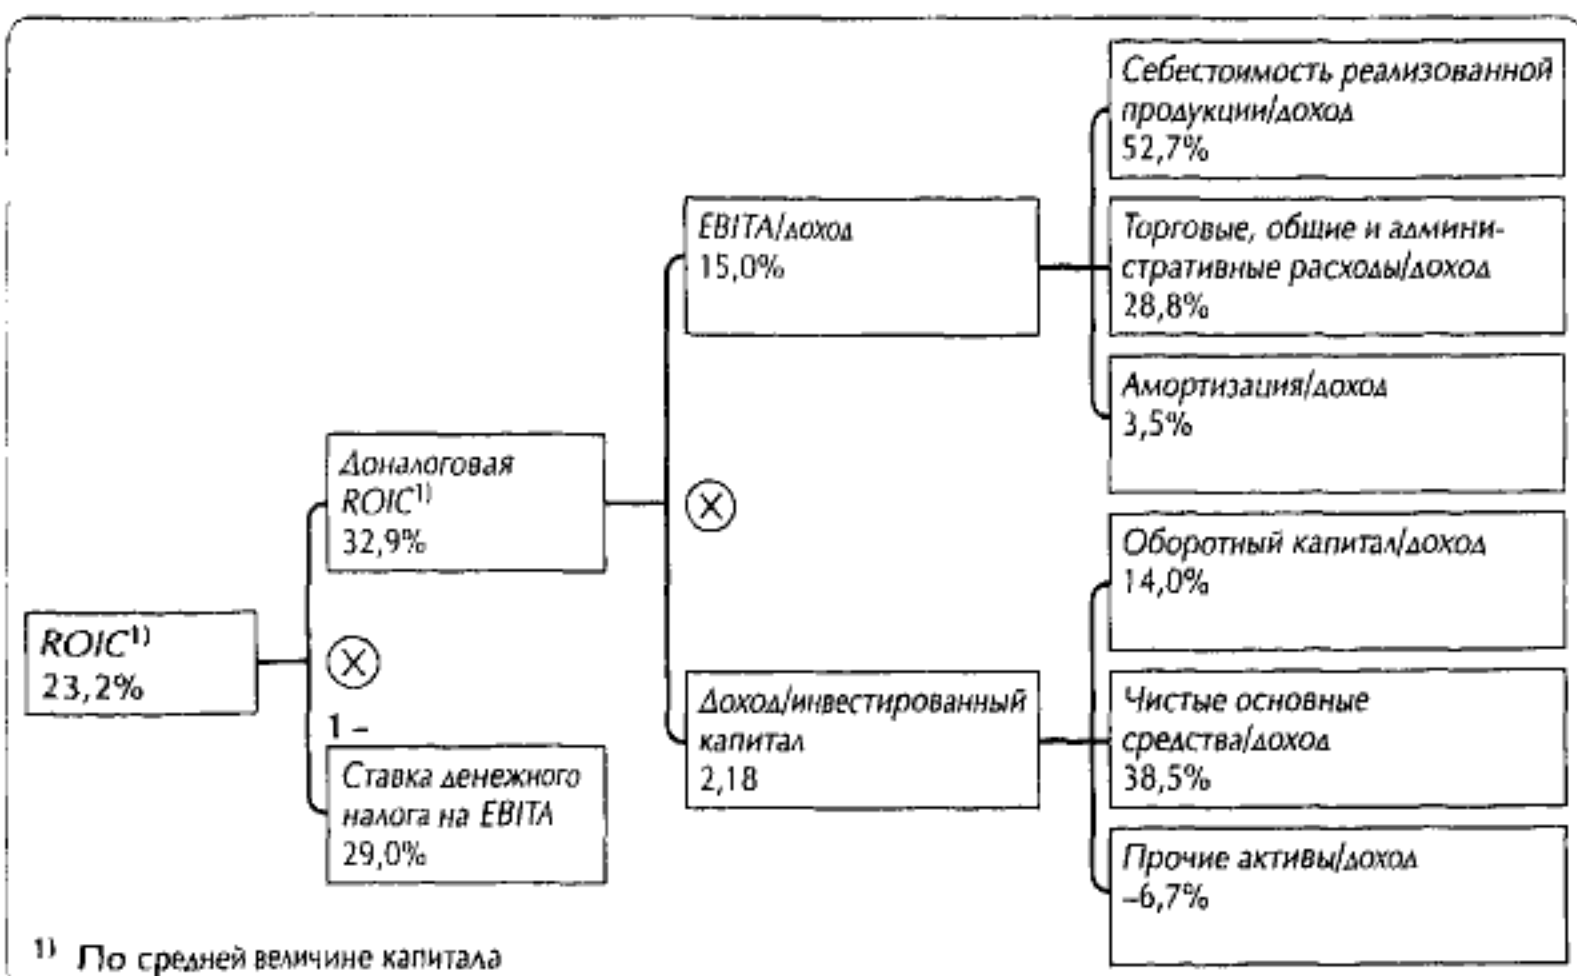 ROIC¹⁾
23,2%
Доналоговая
ROIC¹⁾
32,9%
X
1 –
Ставка денежного
налога на EBITA
29,0%
EBITA/доход
15,0%
X
Доход/инвестированный
капитал
2,18
Себестоимость реализованной
продукции/доход
52,7%
Торговые, общие и админи-
стративные расходы/доход
28,8%
Амортизация/доход
3,5%
Оборотный капитал/доход
14,0%
Чистые основные
средства/доход
38,5%
Прочие активы/доход
–6,7%
¹⁾ По средней величине капитала